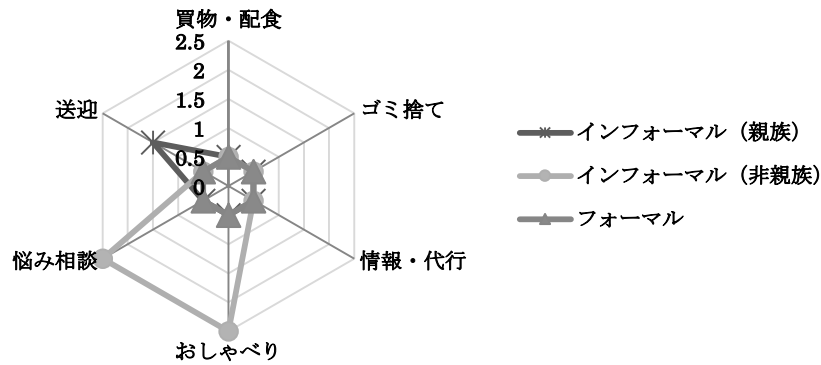 買物・配食
2.5
2
1.5
1
0.5
0
送迎
ゴミ捨て
悩み相談
情報・代行
おしゃべり
インフォーマル（親族）
インフォーマル（非親族）
フォーマル